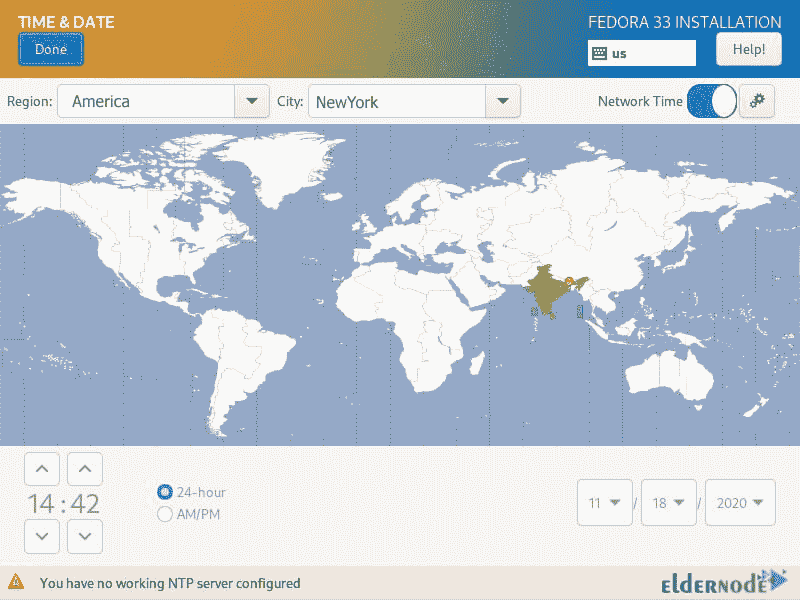 TIME & DATE
FEDORA 33 INSTALLATION
Done
us
Help!
Region: America City: NewYork Network Time
14 : 42
24-hour
AM/PM
11 / 18 / 2020
You have no working NTP server configured
eldernode